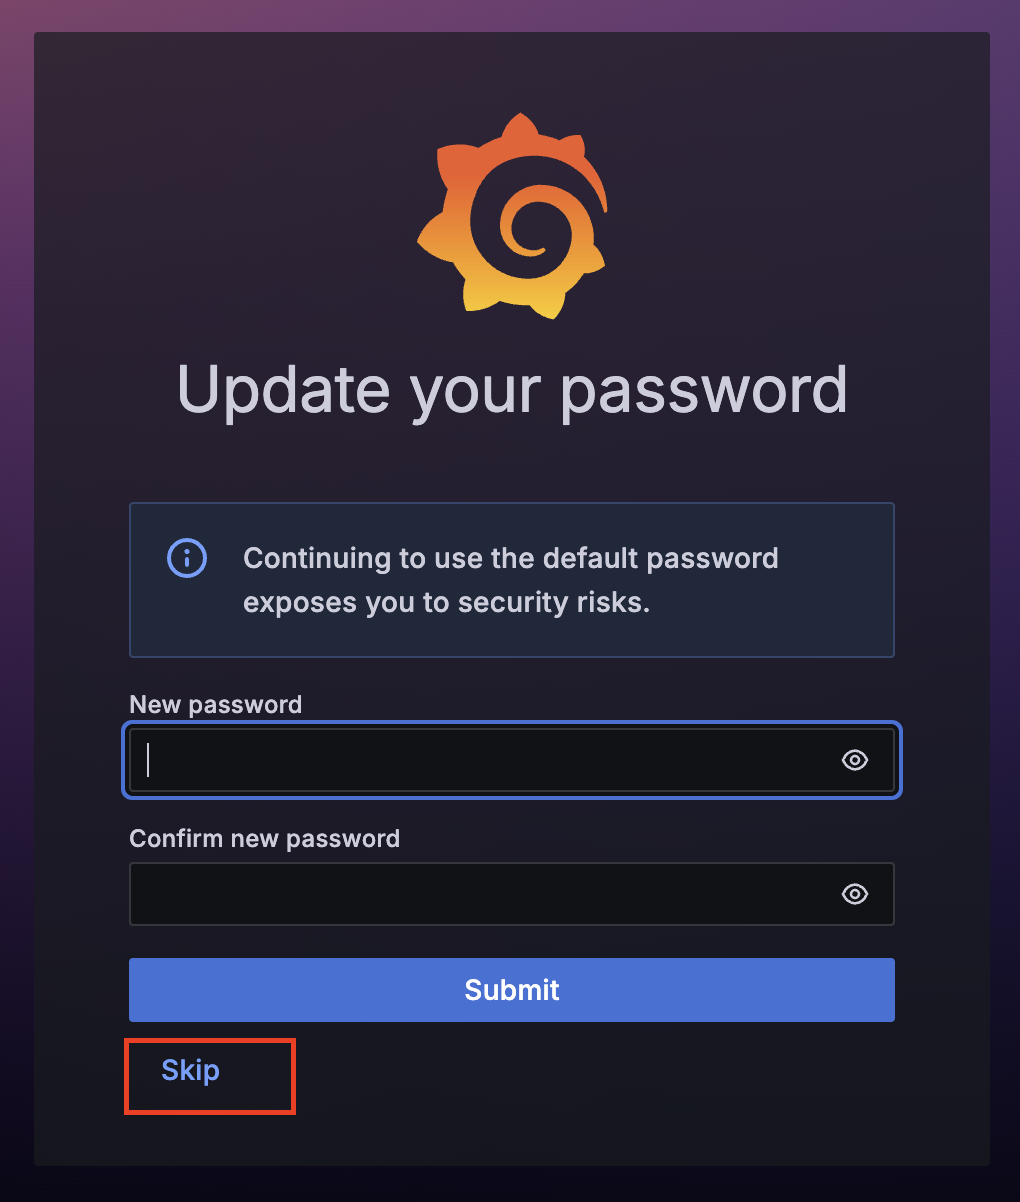 Update your password
Continuing to use the default password
exposes you to security risks.
New password
Confirm new password
Submit
Skip